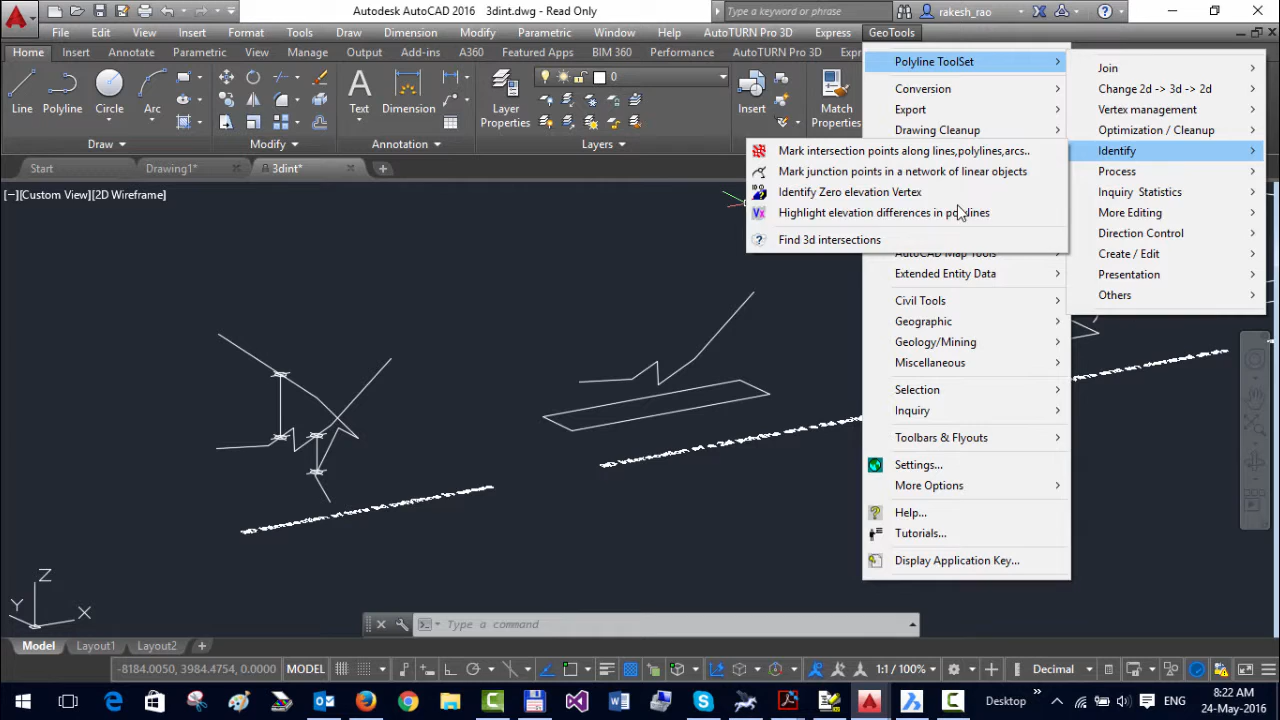 Autodesk AutoCAD 2016 3dint.dwg - Read Only
Type a keyword or phrase
rakesh_rao
File Edit View Insert Format Tools Draw Dimension Modify Parametric Window Help AutoTURN Pro 3D Express GeoTools
Home Insert Annotate Parametric View Manage Output Add-ins A360 Featured Apps BIM 360 Performance AutoTURN Pro 3D
Line Polyline Circle Arc
Text Dimension
Layer Properties
0
Insert
Match Properties
Draw Modify Annotation Layers
Start Drawing1* 3dint*
[−][Custom View][2D Wireframe]
Polyline ToolSet
Conversion
Export
Drawing Cleanup
AutoCAD Map Tools
Extended Entity Data
Civil Tools
Geographic
Geology/Mining
Miscellaneous
Selection
Inquiry
Toolbars & Flyouts
Settings...
More Options
Help...
Tutorials...
Display Application Key...
Join
Change 2d -> 3d -> 2d
Vertex management
Optimization / Cleanup
Identify
Process
Inquiry Statistics
More Editing
Direction Control
Create / Edit
Presentation
Others
Mark intersection points along lines,polylines,arcs..
Mark junction points in a network of linear objects
Identify Zero elevation Vertex
Highlight elevation differences in polylines
Find 3d intersections
Z
Y X
Type a command
Model Layout1 Layout2 +
-8184.0050, 3984.4754, 0.0000 MODEL 1:1 / 100% Decimal
Desktop ENG
8:22 AM
24-May-2016